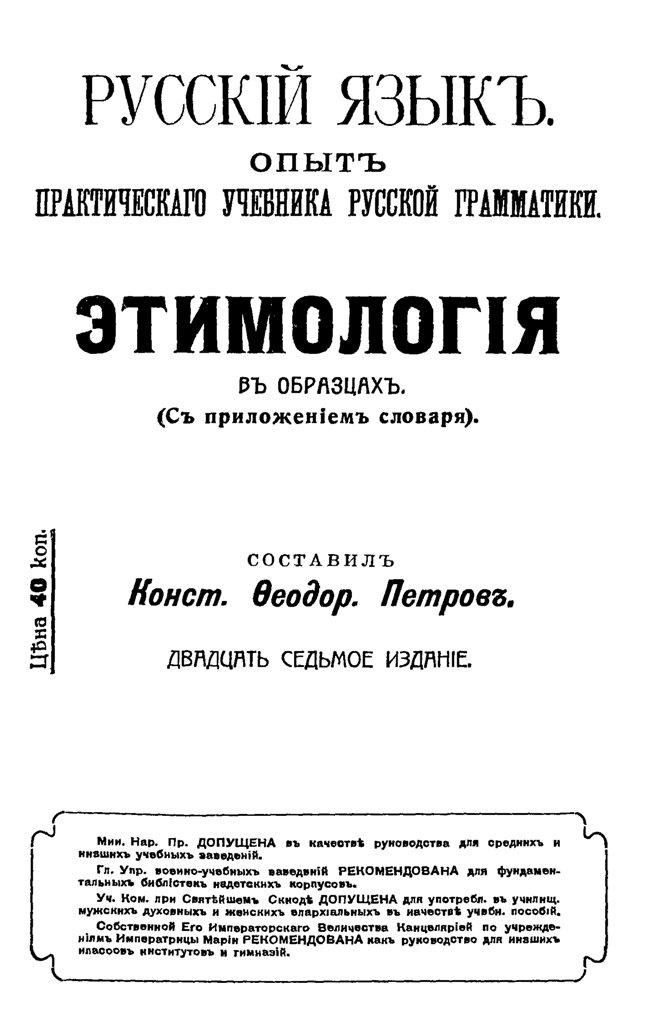 РУССКІЙ ЯЗЫКЪ.
ОПЫТЪ
ПРАКТИЧЕСКАГО УЧЕБНИКА РУССКОЙ ГРАММАТИКИ.
ЭТИМОЛОГІЯ
ВЪ ОБРАЗЦАХЪ.
(Съ приложеніемъ словаря).
Цѣна 40 коп.
СОСТАВИЛЪ
Конст. Ѳеодор. Петровъ.
ДВАДЦАТЬ СЕДЬМОЕ ИЗДАНІЕ.
Мин. Нар. Пр. ДОПУЩЕНА въ качествѣ руководства для среднихъ и
низшихъ учебныхъ заведеній.
Гл. Упр. военно-учебныхъ заведеній РЕКОМЕНДОВАНА для фундамен-
тальныхъ библіотекъ кадетскихъ корпусовъ.
Уч. Ком. при Святѣйшемъ Синодѣ ДОПУЩЕНА для употребл. въ училищ.
мужскихъ духовныхъ и женскихъ епархіальныхъ въ качествѣ учебн. пособій.
Собственной Его Императорскаго Величества Канцеляріей по учрежде-
ніямъ Императрицы Маріи РЕКОМЕНДОВАНА какъ руководство для низшихъ
классовъ институтовъ и гимназій.